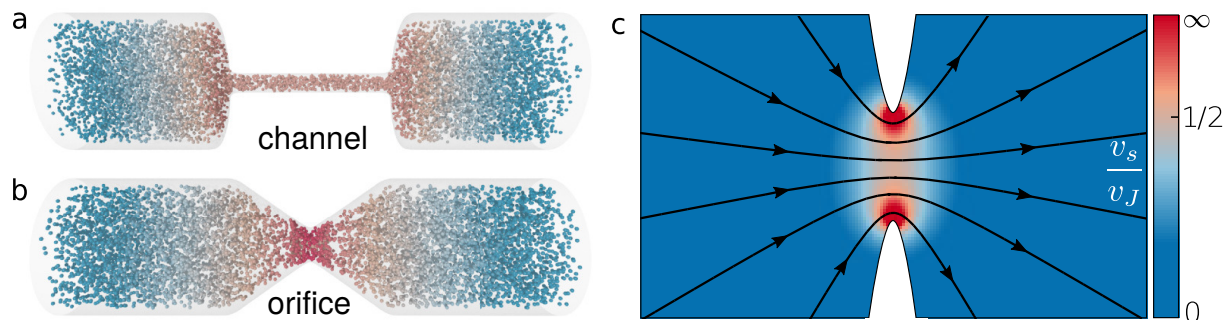 a
channel
b
orifice
c
∞
1/2
v_s
v_J
0